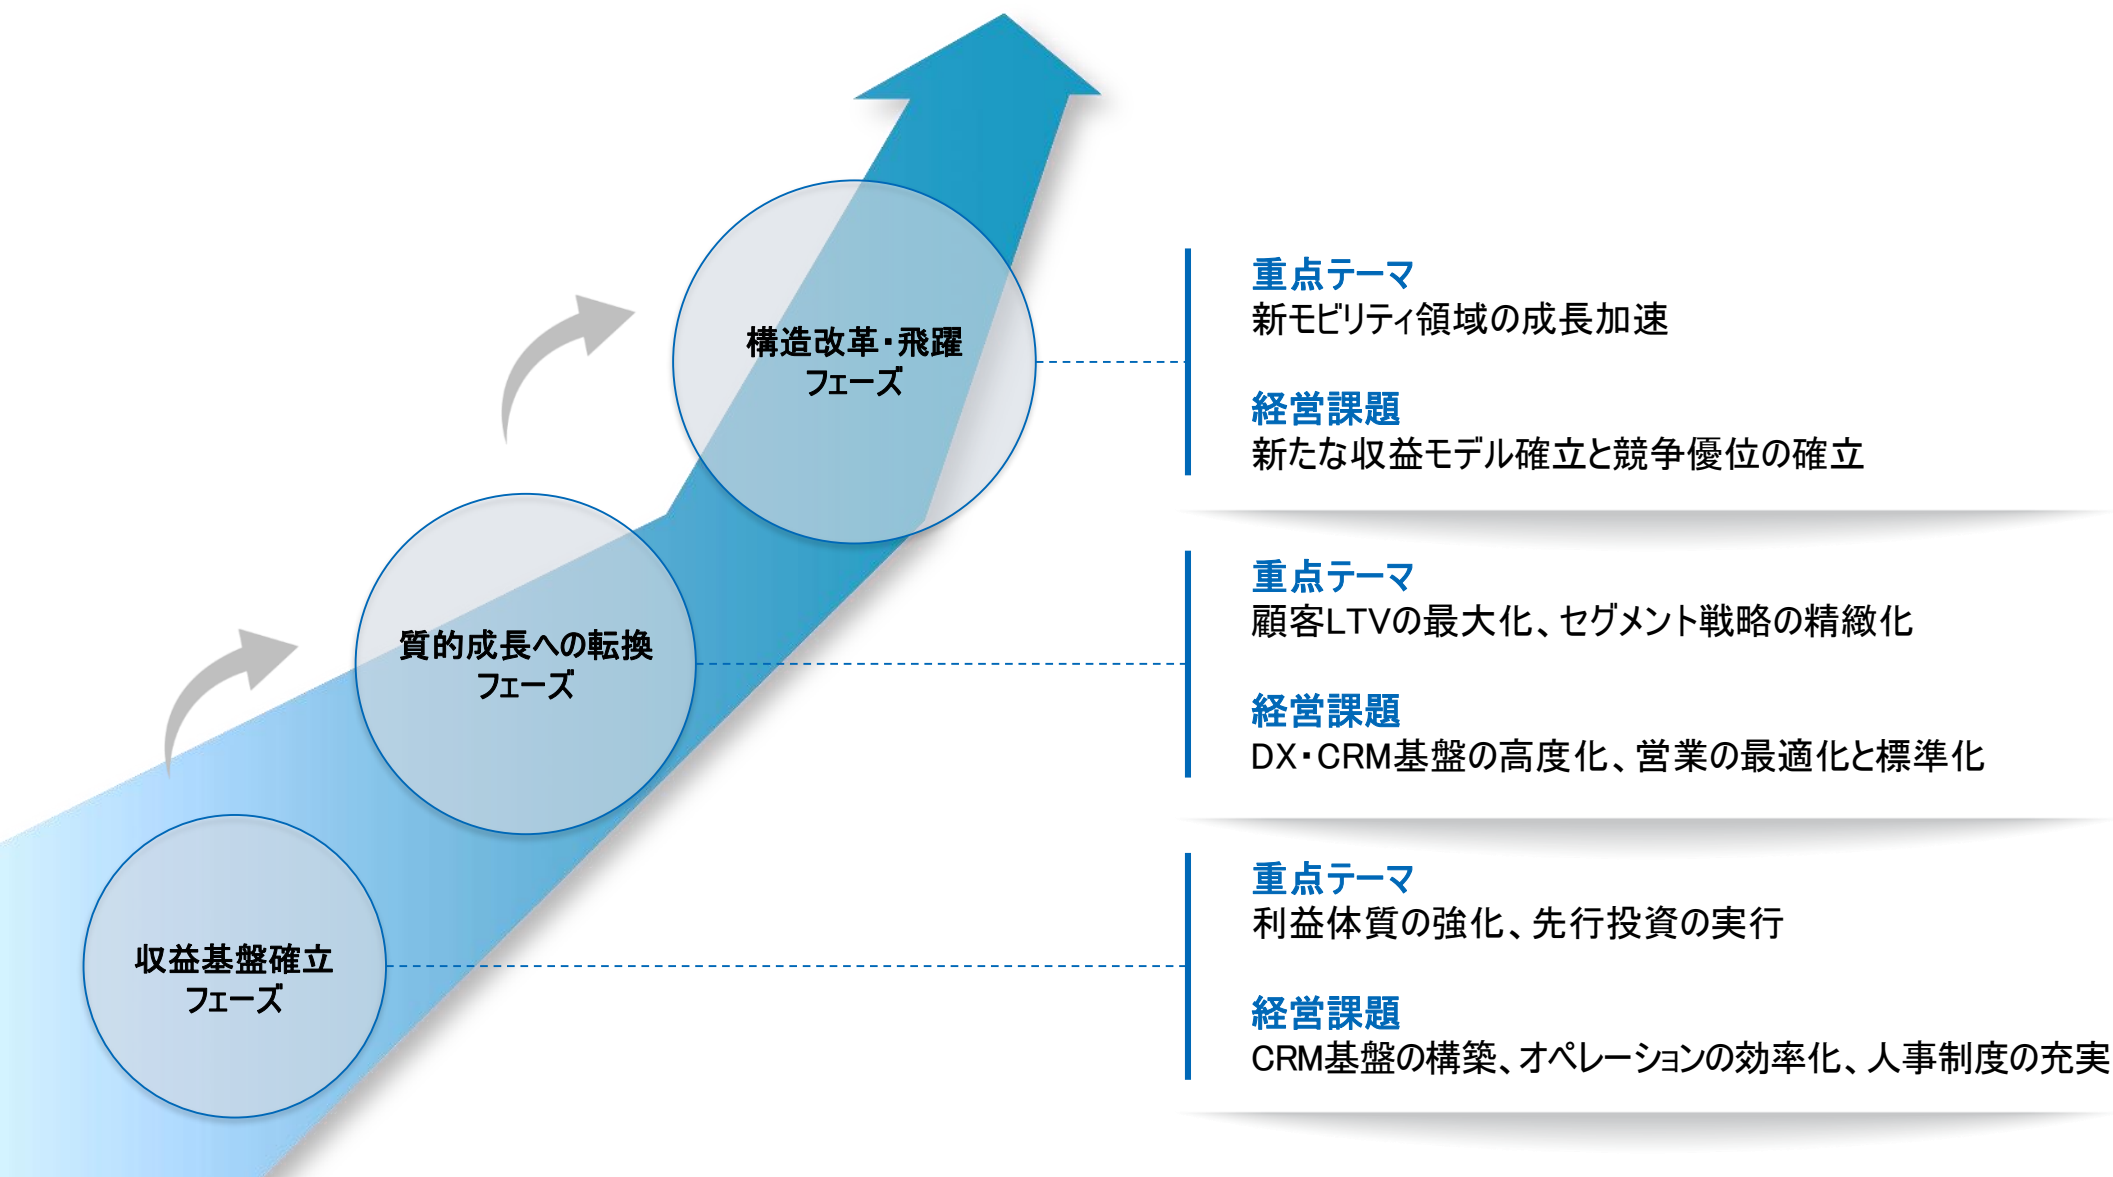 構造改革・飛躍
フェーズ
重点テーマ
新モビリティ領域の成長加速
経営課題
新たな収益モデル確立と競争優位の確立
質的成長への転換
フェーズ
重点テーマ
顧客LTVの最大化、セグメント戦略の精緻化
経営課題
DX・CRM基盤の高度化、営業の最適化と標準化
収益基盤確立
フェーズ
重点テーマ
利益体質の強化、先行投資の実行
経営課題
CRM基盤の構築、オペレーションの効率化、人事制度の充実